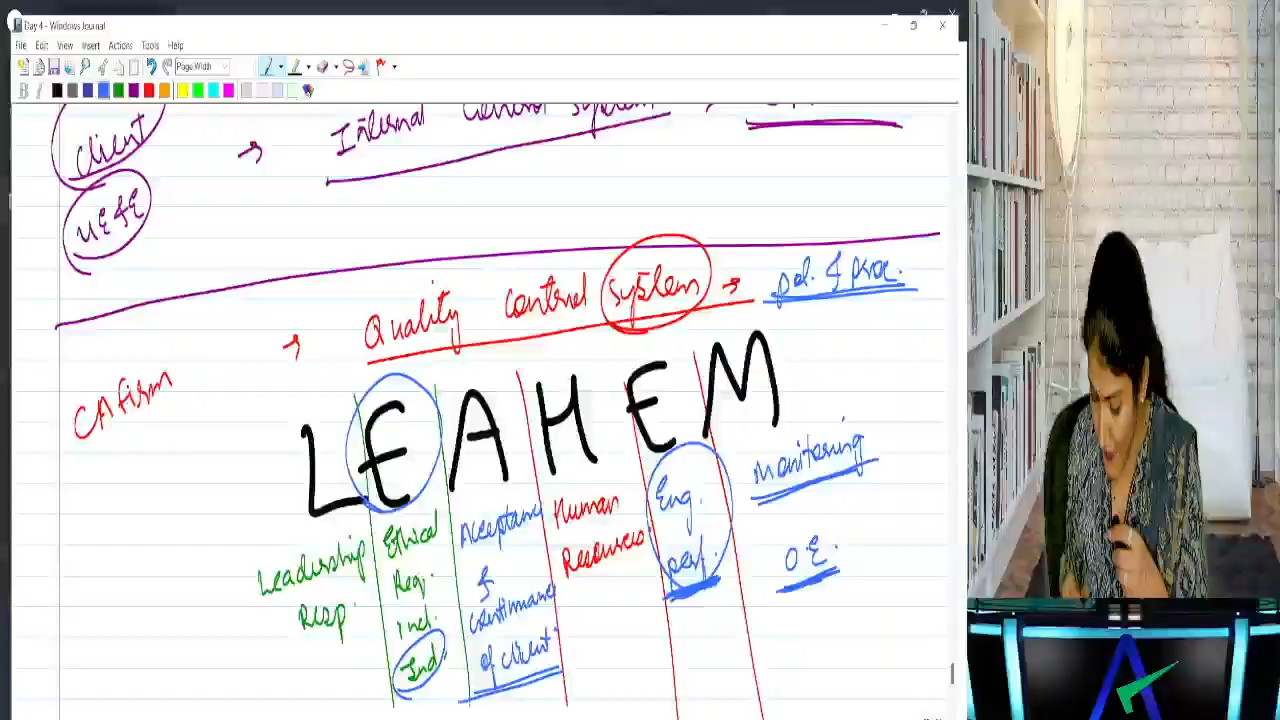 Day 4 - Windows Journal
File Edit View Insert Actions Tools Help
Page Width
B I
Client → Internal Control System
UE&E
→ Quality Control System → pol. & proc.
CA firm
LEAHEM
Leadership Resp.
Ethical Req. incl. Ind.
Acceptance & continuance of client
Human Resources
Eng. perf.
Monitoring
O.E.